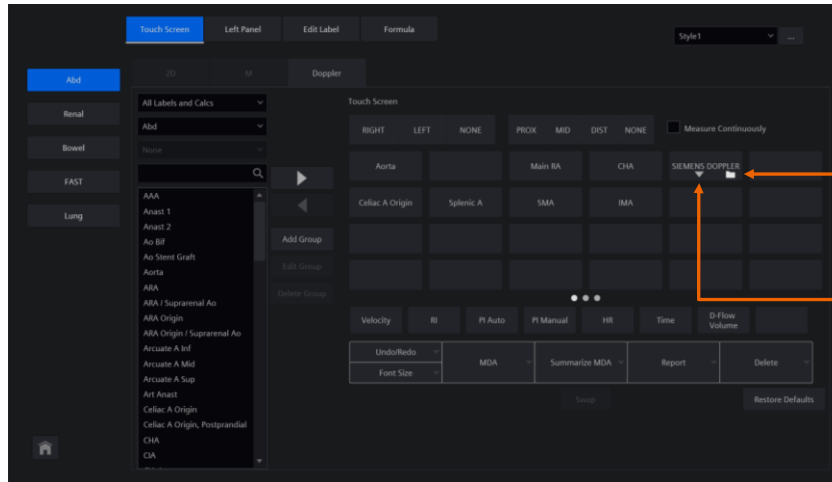 Touch Screen
Left Panel
Edit Label
Formula
Style1
...
Abd
Renal
Bowel
FAST
Lung
2D
M
Doppler
All Labels and Calcs
Abd
None
AAA
Anast 1
Anast 2
Ao Bif
Ao Stent Graft
Aorta
ARA
ARA / Suprarenal Ao
ARA Origin
ARA Origin / Suprarenal Ao
Arcuate A Inf
Arcuate A Mid
Arcuate A Sup
Art Anast
Celiac A Origin
Celiac A Origin, Postprandial
CHA
CIA
Add Group
Edit Group
Delete Group
Touch Screen
RIGHT LEFT NONE PROX MID DIST NONE Measure Continuously
Aorta Main RA CHA SIEMENS DOPPLER
Celiac A Origin Splenic A SMA IMA
Velocity RI PI Auto PI Manual HR Time D-Flow
Volume
Undo/Redo
Font Size
MDA
Summarize MDA
Report
Delete
Swap
Restore Defaults